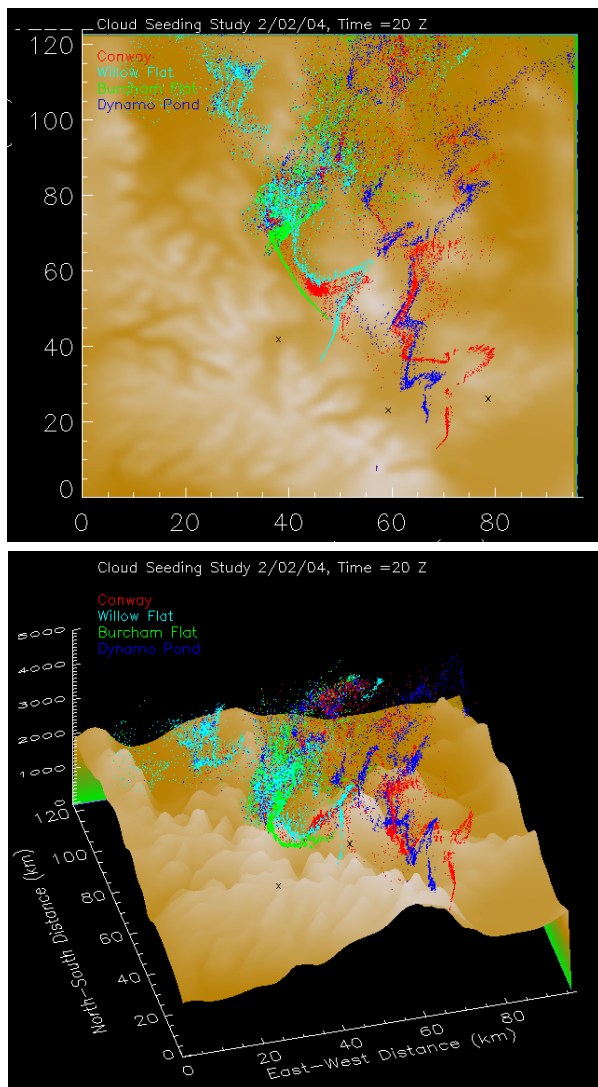 Cloud Seeding Study 2/02/04, Time =20 Z
Conway
Willow Flat
Burcham Flat
Dynamo Pond
120
100
80
60
40
20
0
0 20 40 60 80
Cloud Seeding Study 2/02/04, Time =20 Z
Conway
Willow Flat
Burcham Flat
Dynamo Pond
5000
4000
3000
2000
1000
0
120
100
80
60
40
20
0
North-South Distance (km)
0 20 40 60 80
East-West Distance (km)